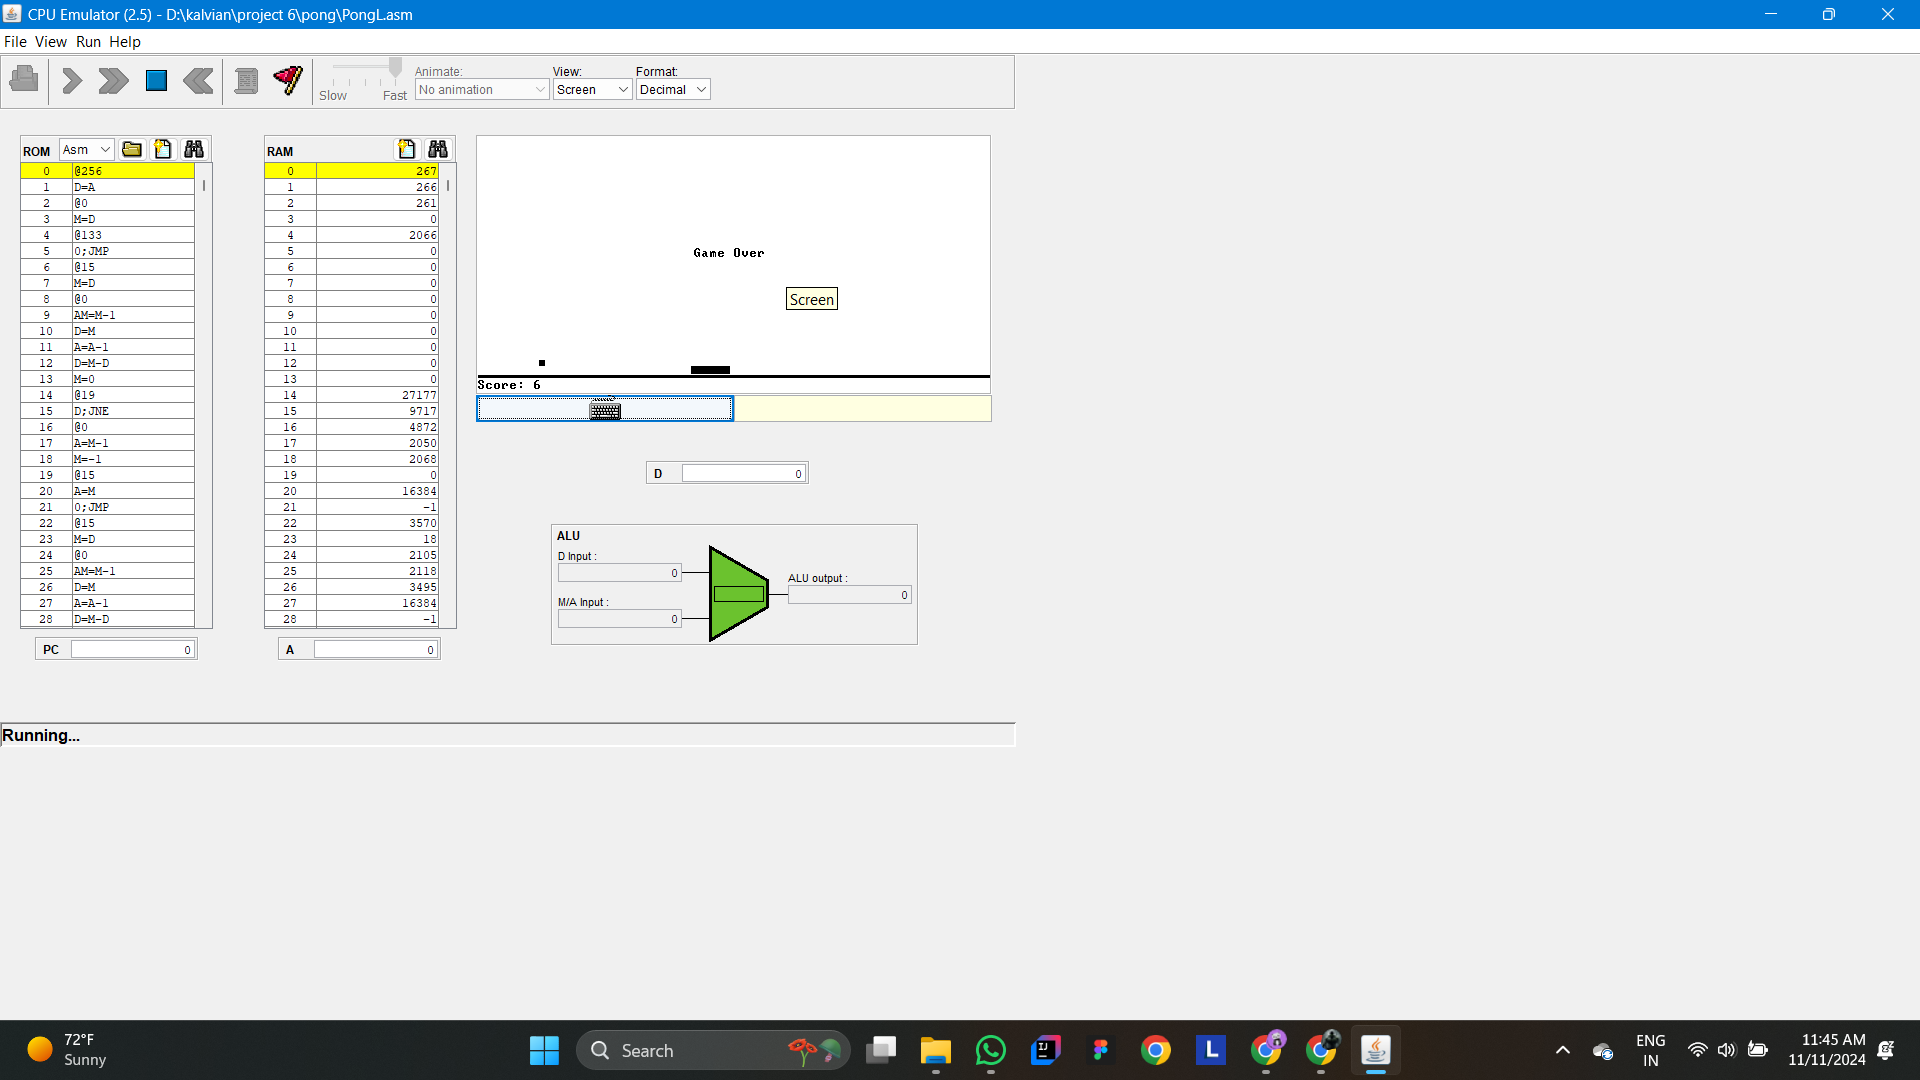 CPU Emulator (2.5) - D:\kalvian\project 6\pong\PongL.asm
File View Run Help
Slow Fast
Animate:
No animation
View:
Screen
Format:
Decimal
ROM Asm
0 @256
1 D=A
2 @0
3 M=D
4 @133
5 0;JMP
6 @15
7 M=D
8 @0
9 AM=M-1
10 D=M
11 A=A-1
12 D=M-D
13 M=0
14 @19
15 D;JNE
16 @0
17 A=M-1
18 M=-1
19 @15
20 A=M
21 0;JMP
22 @15
23 M=D
24 @0
25 AM=M-1
26 D=M
27 A=A-1
28 D=M-D
PC 0
RAM
0 267
1 266
2 261
3 0
4 2066
5 0
6 0
7 0
8 0
9 0
10 0
11 0
12 0
13 0
14 27177
15 9717
16 4872
17 2050
18 2068
19 0
20 16384
21 -1
22 3570
23 18
24 2105
25 2118
26 3495
27 16384
28 -1
A 0
Game Over
Screen
Score: 6
D 0
ALU
D Input :
0
M/A Input :
0
ALU output :
0
Running...
72°F
Sunny
Search
IJ
L
ENG
IN
11:45 AM
11/11/2024